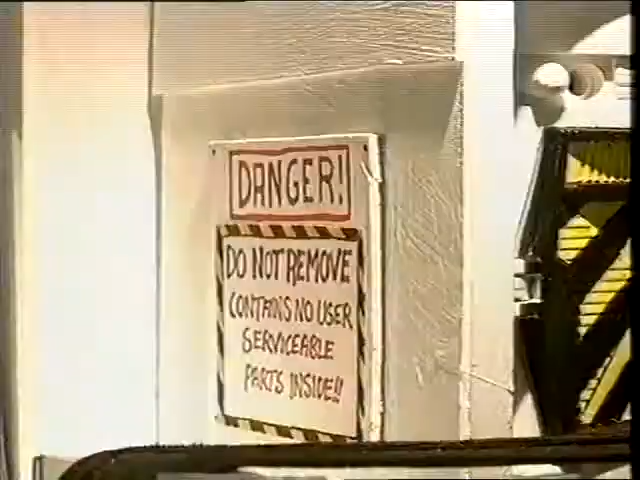 DANGER!
DO NOT REMOVE
CONTAINS NO USER
SERVICEABLE
PARTS INSIDE!!